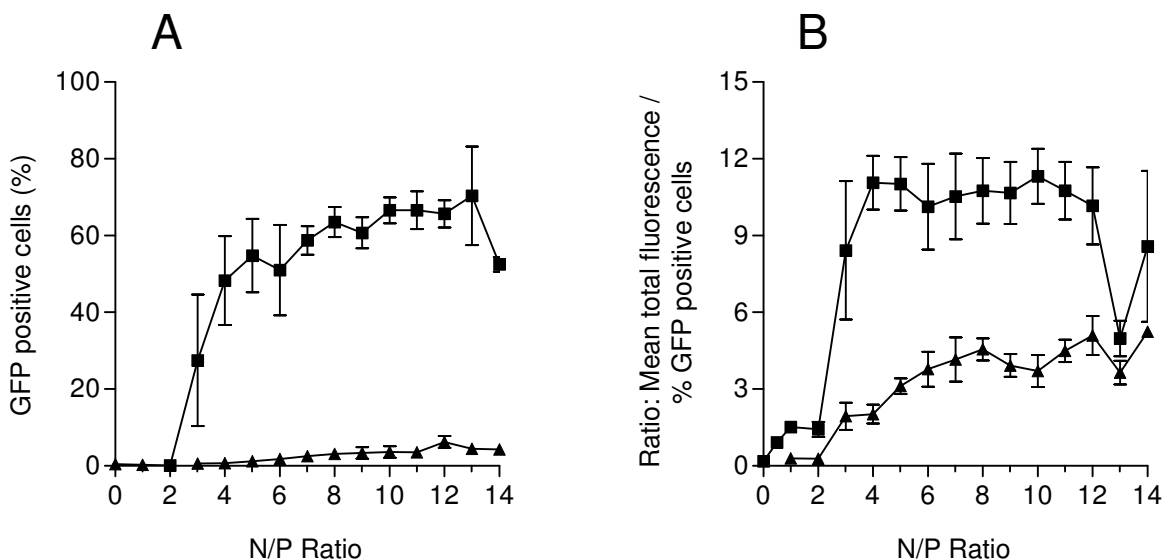 A
GFP positive cells (%)
100
80
60
40
20
0
0 2 4 6 8 10 12 14
N/P Ratio
B
Ratio: Mean total fluorescence /
% GFP positive cells
15
12
9
6
3
0
0 2 4 6 8 10 12 14
N/P Ratio